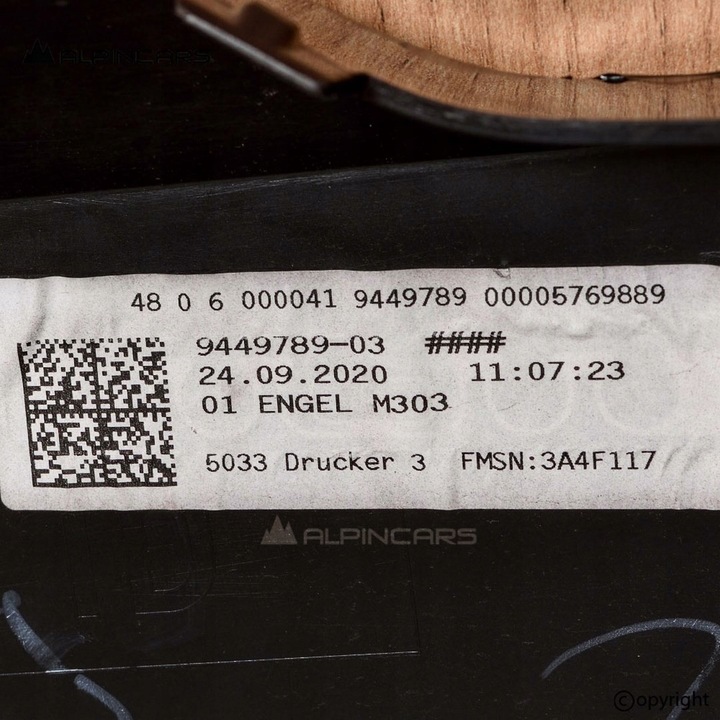 ALPINCARS
48 0 6 000041 9449789 00005769889
9449789-03 ####
24.09.2020 11:07:23
01 ENGEL M303
5033 Drucker 3 FMSN:3A4F117
ALPINCARS
©opyright